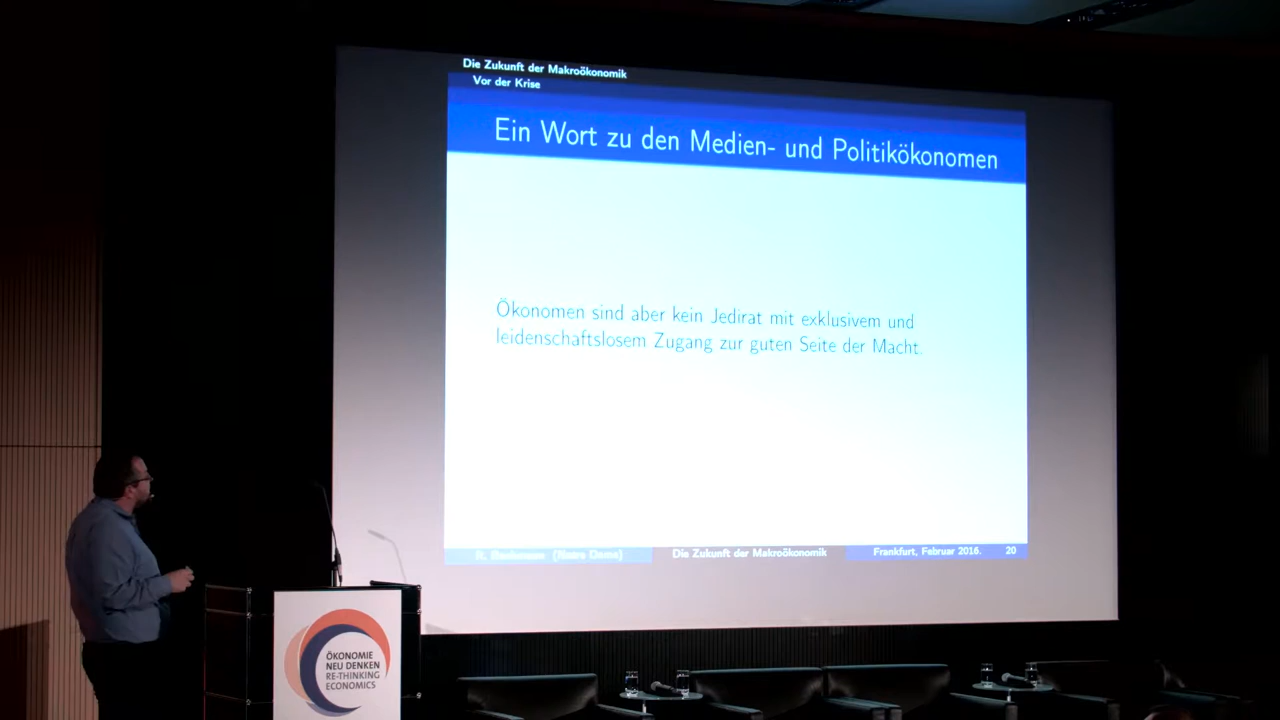 Die Zukunft der Makroökonomik
Vor der Krise
Ein Wort zu den Medien- und Politikökonomen
Ökonomen sind aber kein Jedirat mit exklusivem und
leidenschaftslosem Zugang zur guten Seite der Macht.
(Notre Dame)
Die Zukunft der Makroökonomik
Frankfurt, Februar 2016.
20
ÖKONOMIE
NEU DENKEN
RE-THINKING
ECONOMICS